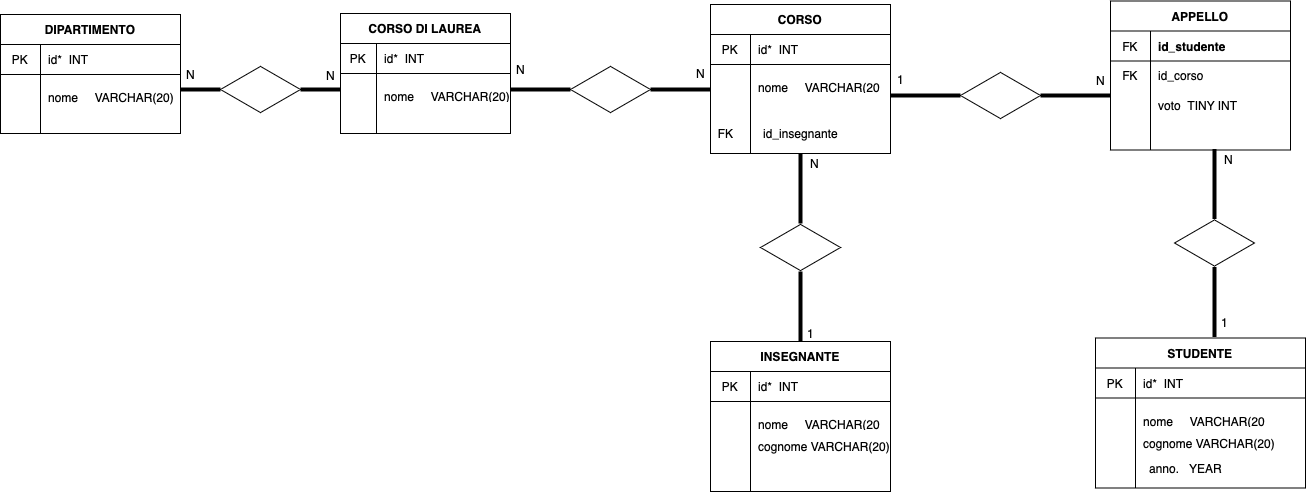 DIPARTIMENTO
PK id* INT
nome VARCHAR(20)
N
N
CORSO DI LAUREA
PK id* INT
nome VARCHAR(20)
N
N
CORSO
PK id* INT
nome VARCHAR(20
FK id_insegnante
1
N
APPELLO
FK id_studente
FK id_corso
voto TINY INT
N
1
INSEGNANTE
PK id* INT
nome VARCHAR(20
cognome VARCHAR(20)
N
1
STUDENTE
PK id* INT
nome VARCHAR(20
cognome VARCHAR(20)
anno. YEAR